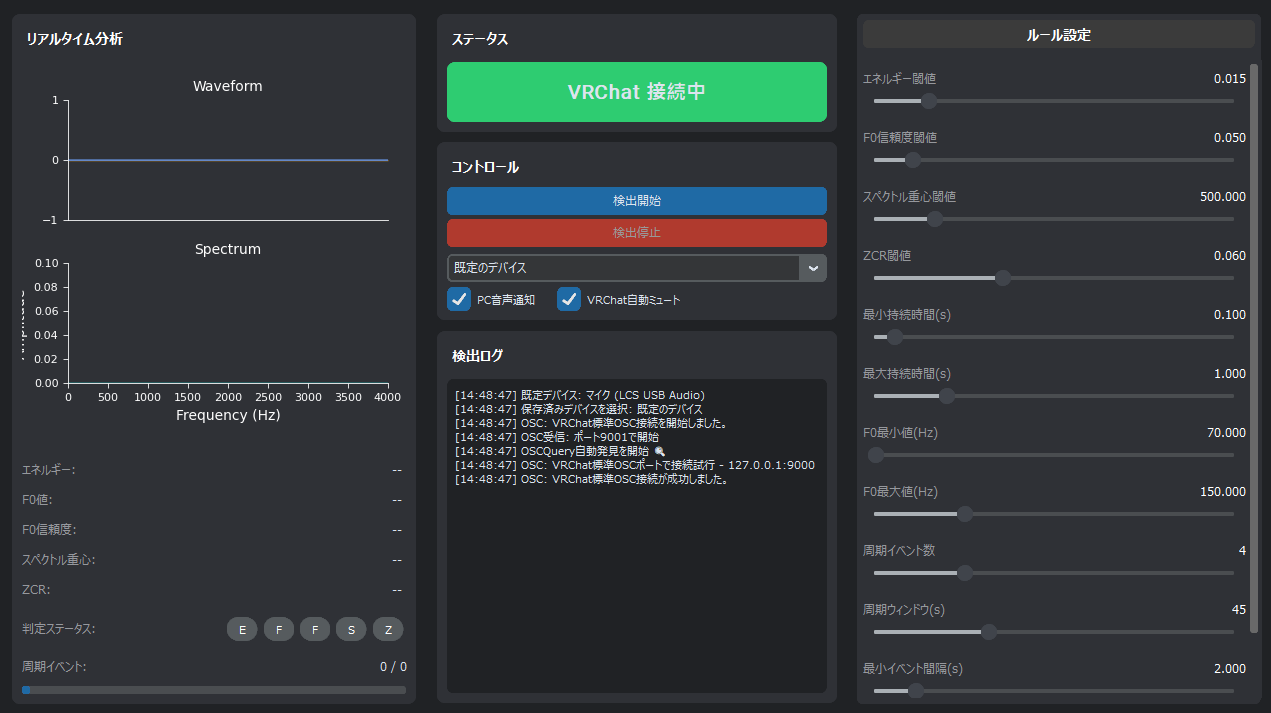 リアルタイム分析
Waveform
1
0
−1
Spectrum
0.10
0.08
0.06
0.04
0.02
0.00
0 500 1000 1500 2000 2500 3000 3500 4000
Frequency (Hz)
エネルギー: --
F0値: --
F0信頼度: --
スペクトル重心: --
ZCR: --
判定ステータス: E F F S Z
周期イベント: 0 / 0
ステータス
VRChat 接続中
コントロール
検出開始
検出停止
既定のデバイス
PC音声通知 VRChat自動ミュート
検出ログ
[14:48:47] 既定デバイス: マイク (LCS USB Audio)
[14:48:47] 保存済みデバイスを選択: 既定のデバイス
[14:48:47] OSC: VRChat標準OSC接続を開始しました。
[14:48:47] OSC受信: ポート9001で開始
[14:48:47] OSCQuery自動発見を開始 🔍
[14:48:47] OSC: VRChat標準OSCポートで接続試行 - 127.0.0.1:9000
[14:48:47] OSC: VRChat標準OSC接続が成功しました。
ルール設定
エネルギー閾値 0.015
F0信頼度閾値 0.050
スペクトル重心閾値 500.000
ZCR閾値 0.060
最小持続時間(s) 0.100
最大持続時間(s) 1.000
F0最小値(Hz) 70.000
F0最大値(Hz) 150.000
周期イベント数 4
周期ウィンドウ(s) 45
最小イベント間隔(s) 2.000